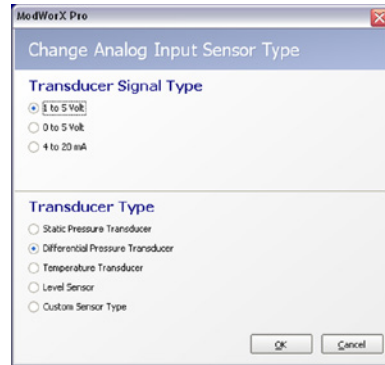 ModWorX Pro
Change Analog Input Sensor Type
Transducer Signal Type
1 to 5 Volt
0 to 5 Volt
4 to 20 mA
Transducer Type
Static Pressure Transducer
Differential Pressure Transducer
Temperature Transducer
Level Sensor
Custom Sensor Type
OK
Cancel